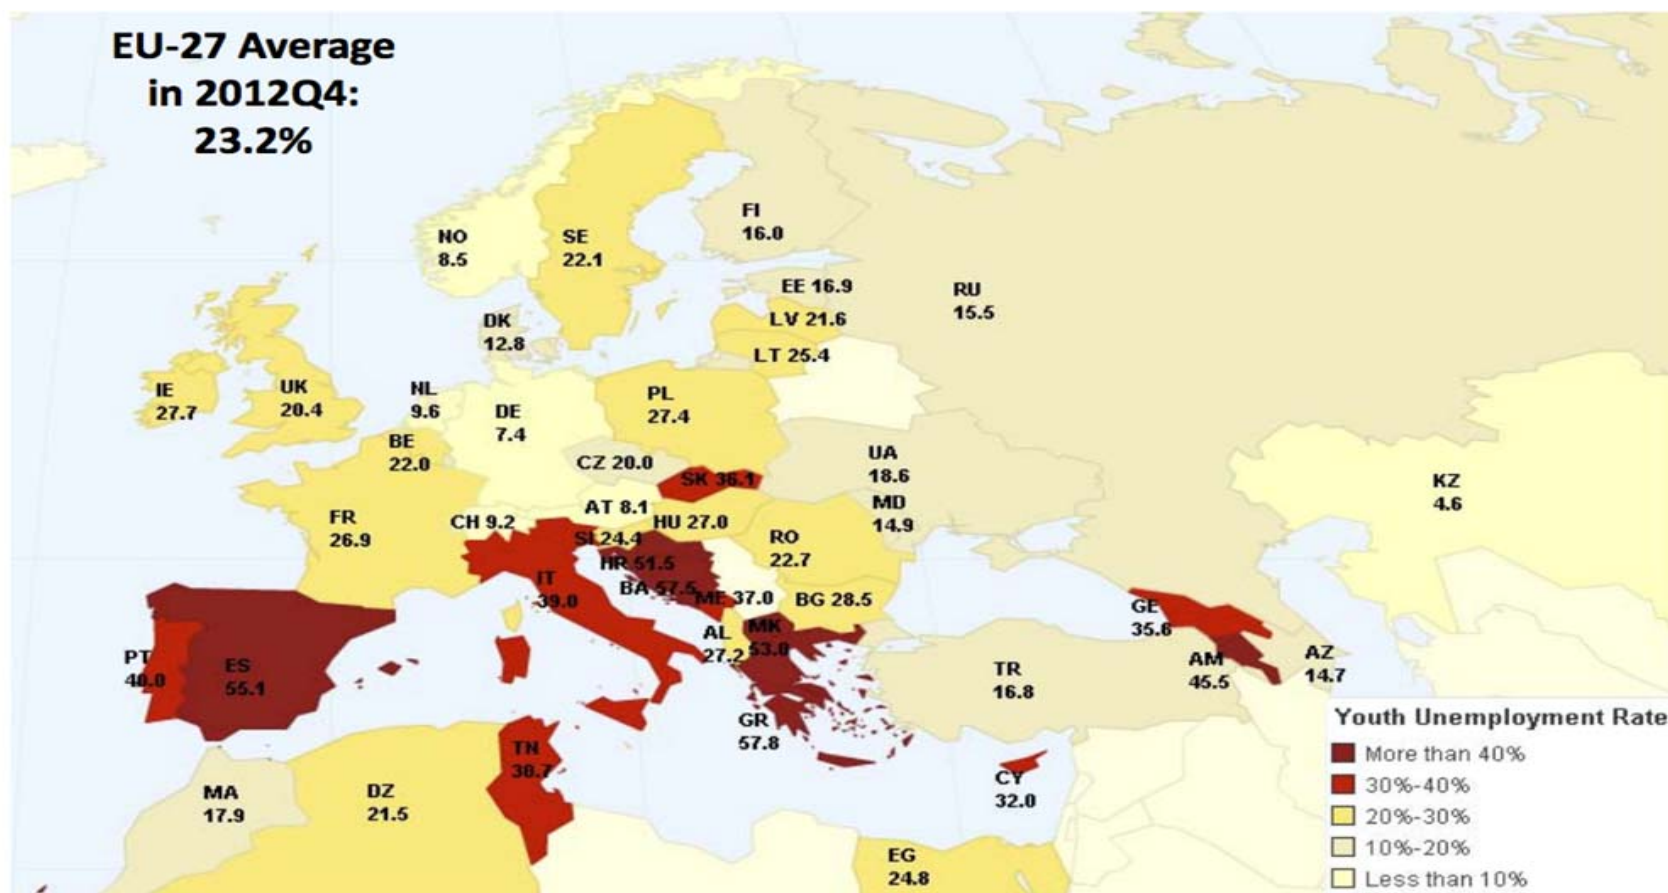 EU-27 Average
in 2012Q4:
23.2%
NO
8.5
SE
22.1
FI
16.0
EE 16.9
RU
15.5
LV 21.6
DK
12.8
LT 25.4
IE
27.7
UK
20.4
NL
9.6
DE
7.4
PL
27.4
BE
22.0
CZ 20.0
UA
18.6
SK 36.1
KZ
4.6
MD
14.9
AT 8.1
FR
26.9
CH 9.2
HU 27.0
SI 24.4
RO
22.7
HR 51.5
IT
39.0
BA 57.5
ME 37.0
BG 28.5
GE
35.6
AL
27.2
MK
53.0
PT
40.0
ES
55.1
TR
16.8
AM
45.5
AZ
14.7
GR
57.8
TN
30.7
CY
32.0
MA
17.9
DZ
21.5
EG
24.8
Youth Unemployment Rate
More than 40%
30%-40%
20%-30%
10%-20%
Less than 10%